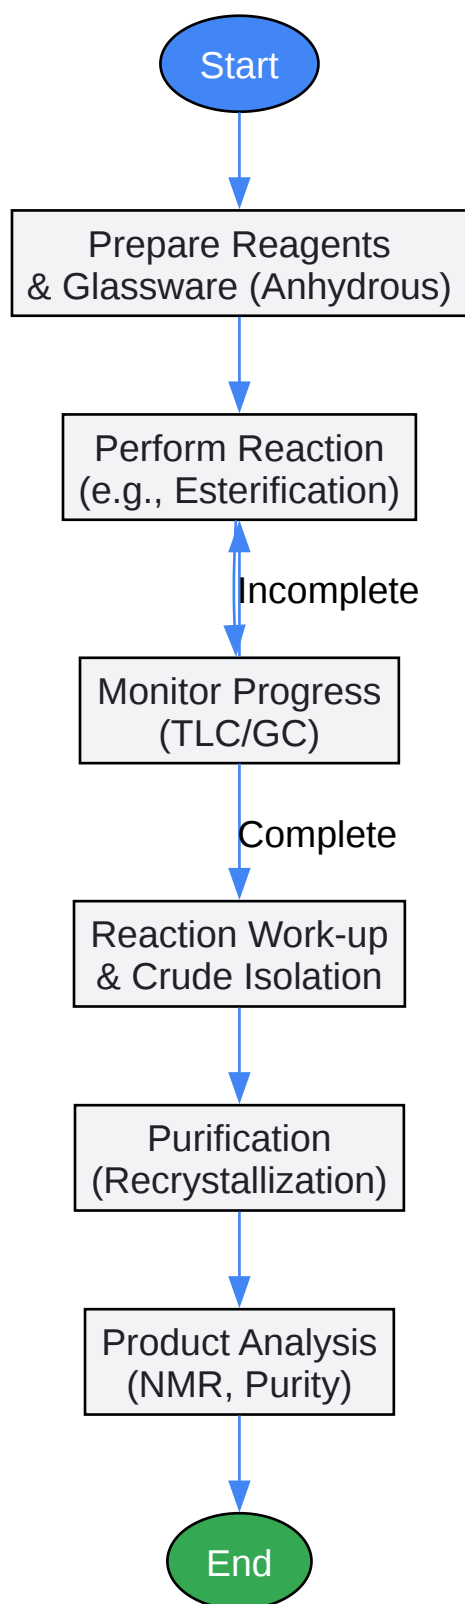 Start
Prepare Reagents
& Glassware (Anhydrous)
Perform Reaction
(e.g., Esterification)
Incomplete
Monitor Progress
(TLC/GC)
Complete
Reaction Work-up
& Crude Isolation
Purification
(Recrystallization)
Product Analysis
(NMR, Purity)
End